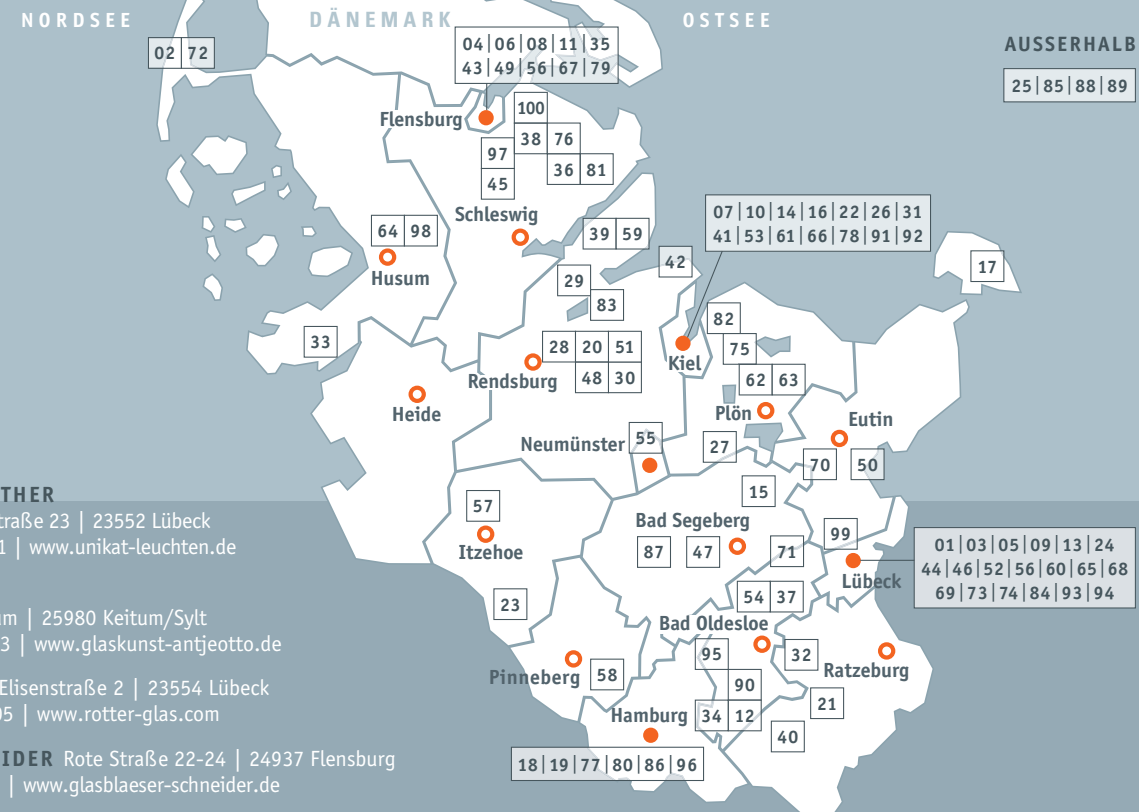 NORDSEE
DÄNEMARK
OSTSEE
AUSSERHALB
25|85|88|89
02|72
04|06|08|11|35
43|49|56|67|79
Flensburg
100
38|76
97
36|81
45
Schleswig
64|98
Husum
39|59
07|10|14|16|22|26|31
41|53|61|66|78|91|92
42
17
29
83
33
82
75
28|20|51
48|30
Rendsburg
Kiel
62|63
Heide
Plön
Eutin
Neumünster
55
27
70
50
15
57
Itzehoe
Bad Segeberg
87
47
71
99
01|03|05|09|13|24
44|46|52|56|60|65|68
69|73|74|84|93|94
Lübeck
23
54|37
Bad Oldesloe
95
32
Ratzeburg
Pinneberg
58
90
34|12
21
Hamburg
40
18|19|77|80|86|96
THER
traße 23 | 23552 Lübeck
1 | www.unikat-leuchten.de
um | 25980 Keitum/Sylt
3 | www.glaskunst-antjeotto.de
Elisenstraße 2 | 23554 Lübeck
05 | www.rotter-glas.com
IDER Rote Straße 22-24 | 24937 Flensburg
| www.glasblaeser-schneider.de